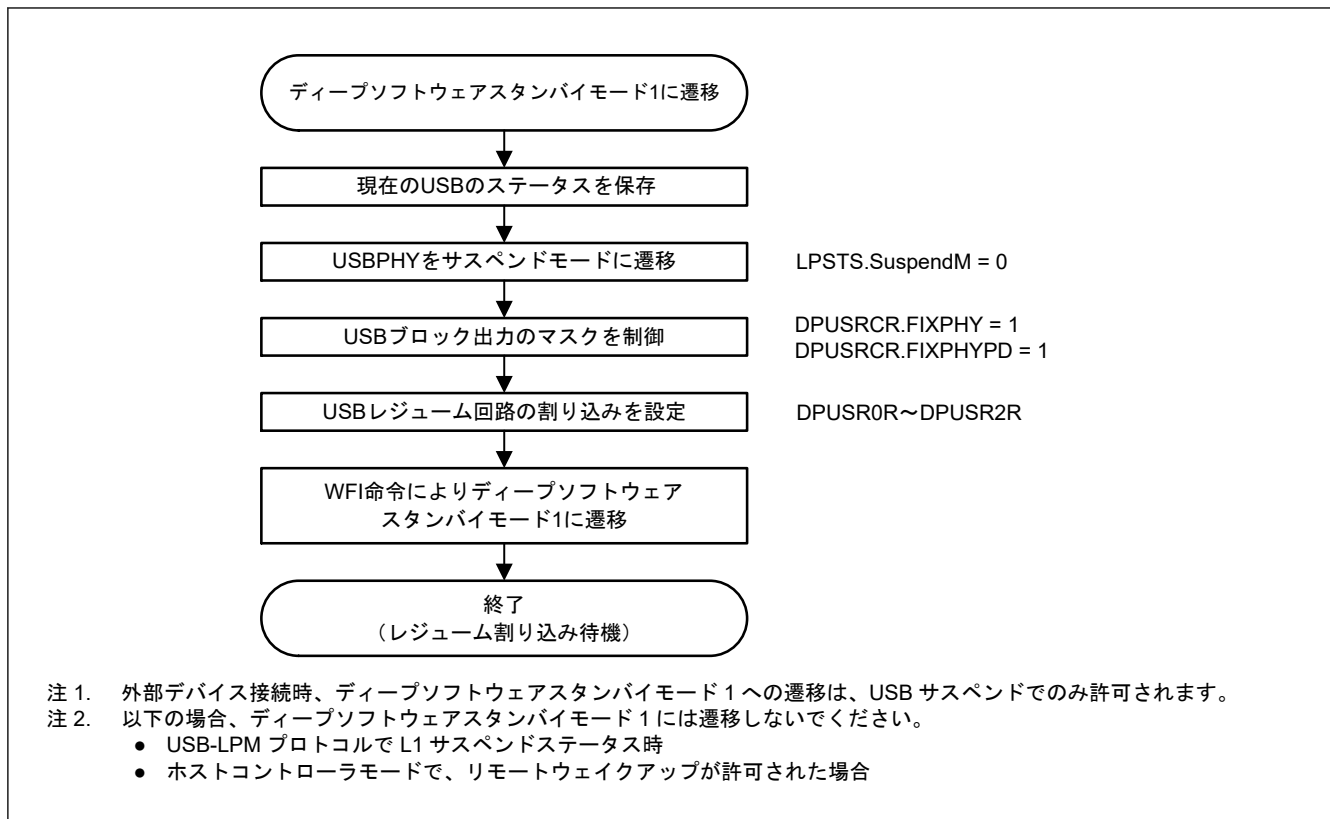 ディープソフトウェアスタンバイモード1に遷移
現在のUSBのステータスを保存
USBPHYをサスペンドモードに遷移
LPSTS.SuspendM = 0
USBブロック出力のマスクを制御
DPUSRCR.FIXPHY = 1
DPUSRCR.FIXPHYPD = 1
USBレジューム回路の割り込みを設定
DPUSR0R～DPUSR2R
WFI命令によりディープソフトウェア
スタンバイモード1に遷移
終了
（レジューム割り込み待機）
注 1. 外部デバイス接続時、ディープソフトウェアスタンバイモード 1 への遷移は、USB サスペンドでのみ許可されます。
注 2. 以下の場合、ディープソフトウェアスタンバイモード 1 には遷移しないでください。
● USB-LPM プロトコルで L1 サスペンドステータス時
● ホストコントローラモードで、リモートウェイクアップが許可された場合